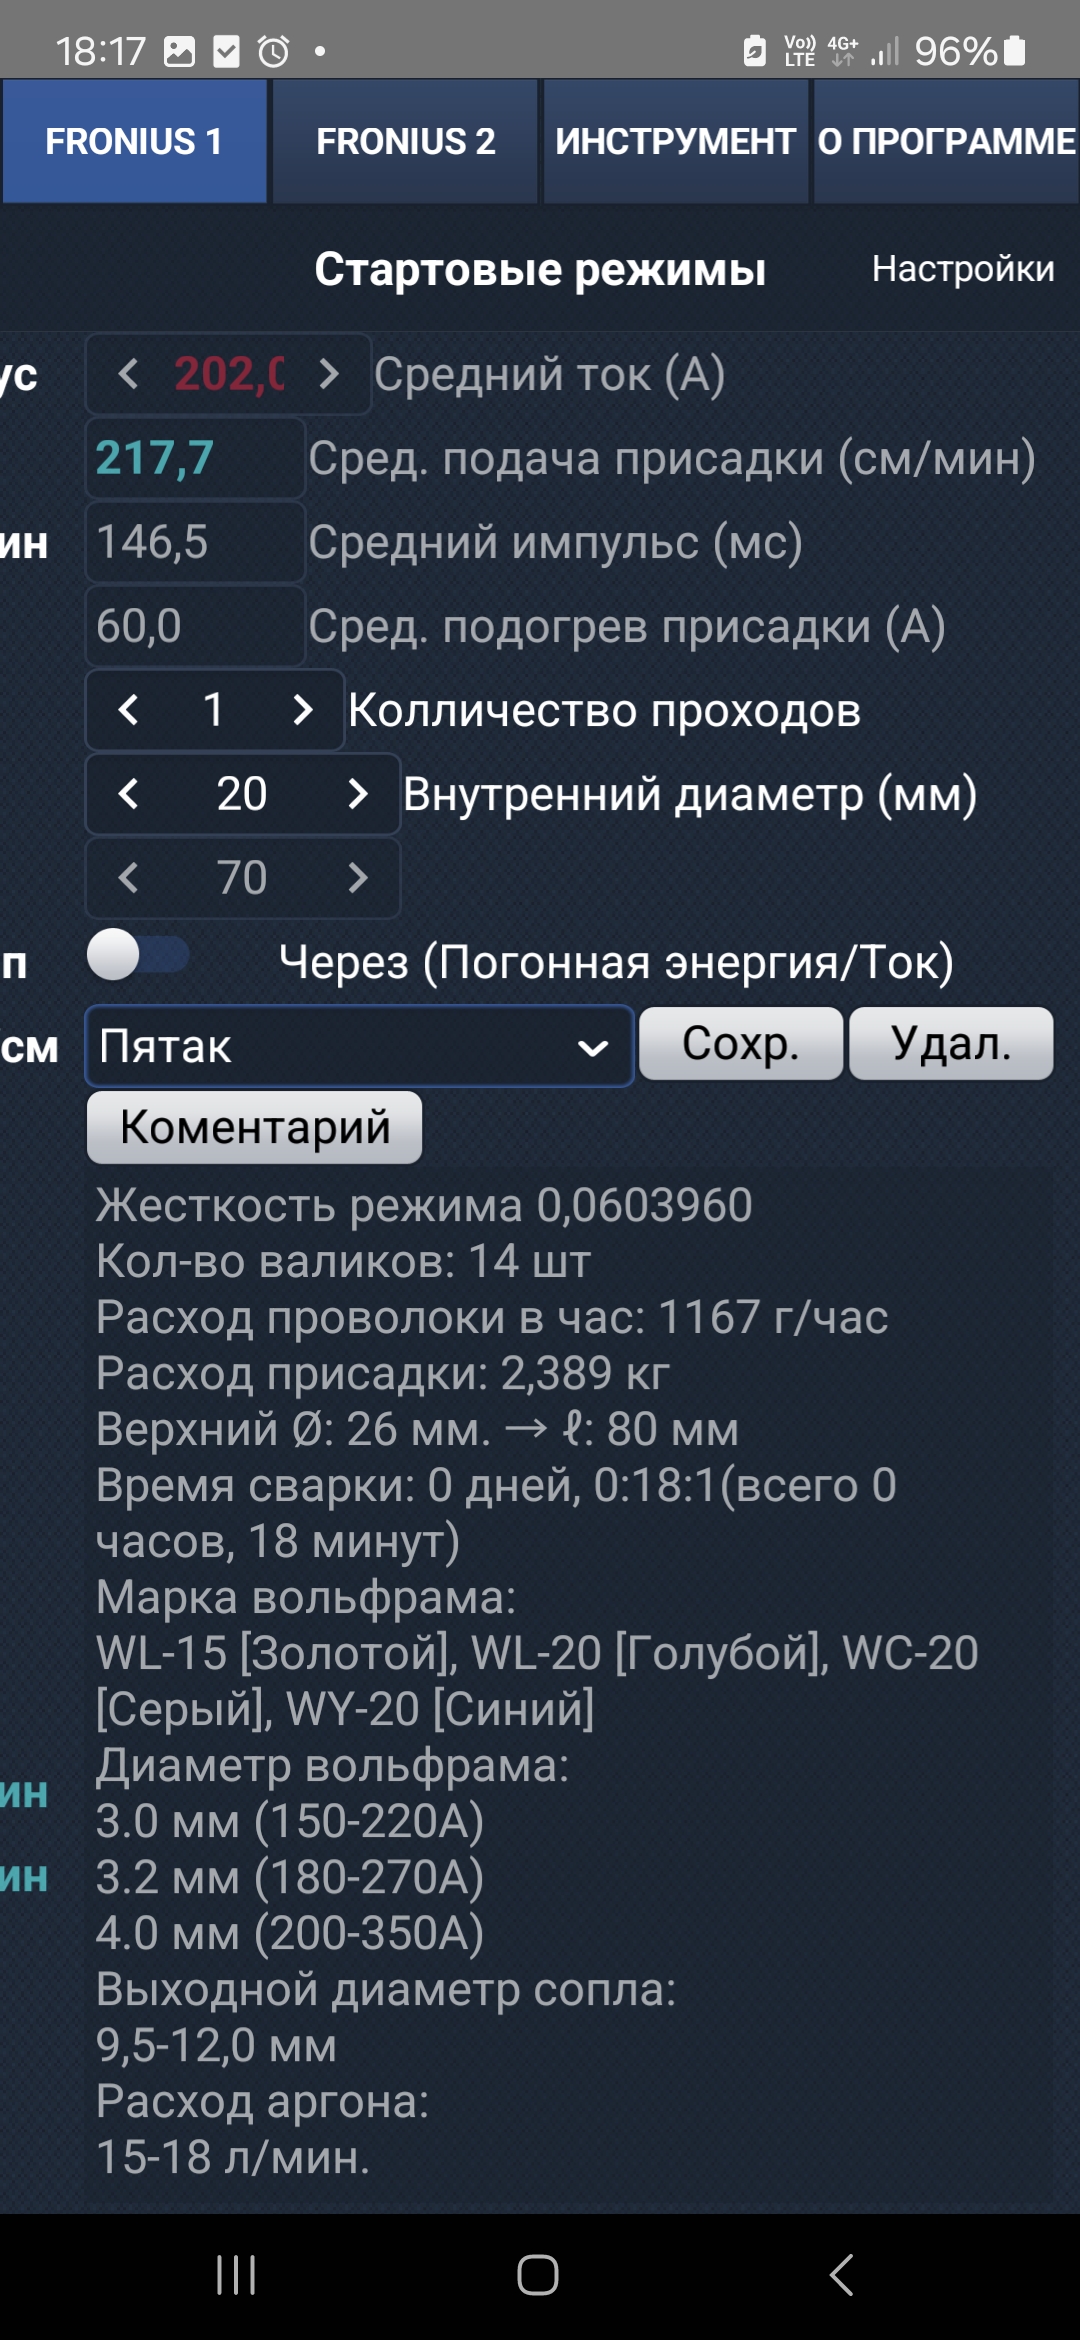 18:17 Vo)) LTE 4G+ 96%
FRONIUS 1 FRONIUS 2 ИНСТРУМЕНТ О ПРОГРАММЕ
Стартовые режимы Настройки
ус 202,0 Средний ток (А)
217,7 Сред. подача присадки (см/мин)
ин 146,5 Средний импульс (мс)
60,0 Сред. подогрев присадки (А)
1 Колличество проходов
20 Внутренний диаметр (мм)
70
п Через (Погонная энергия/Ток)
см Пятак Сохр. Удал.
Коментарий
Жесткость режима 0,0603960
Кол-во валиков: 14 шт
Расход проволоки в час: 1167 г/час
Расход присадки: 2,389 кг
Верхний Ø: 26 мм. → ℓ: 80 мм
Время сварки: 0 дней, 0:18:1(всего 0
часов, 18 минут)
Марка вольфрама:
WL-15 [Золотой], WL-20 [Голубой], WC-20
[Серый], WY-20 [Синий]
Диаметр вольфрама:
ин
3.0 мм (150-220А)
ин 3.2 мм (180-270А)
4.0 мм (200-350А)
Выходной диаметр сопла:
9,5-12,0 мм
Расход аргона:
15-18 л/мин.